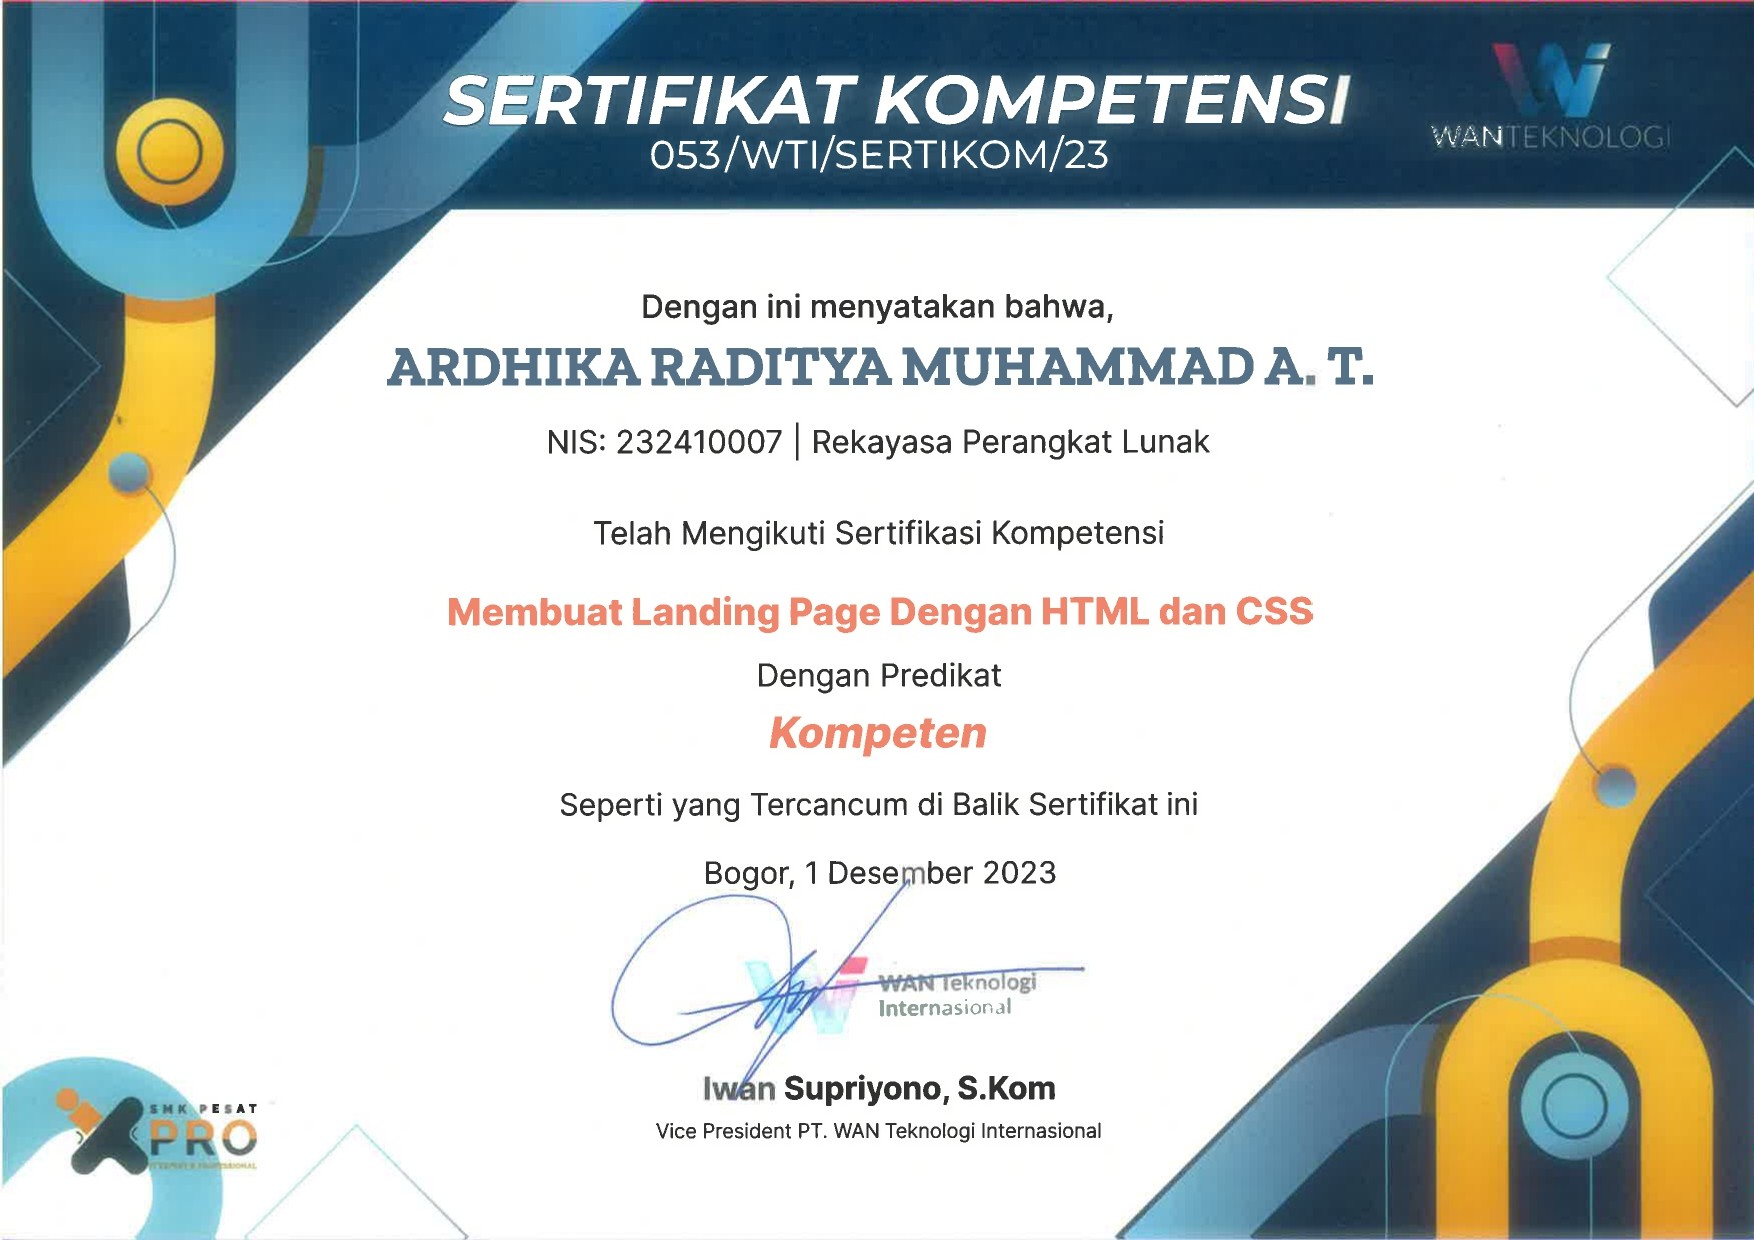 SERTIFIKAT KOMPETENSI
053/WTI/SERTIKOM/23
WANTEKNOLOGI
Dengan ini menyatakan bahwa,
ARDHIKA RADITYA MUHAMMAD A. T.
NIS: 232410007 | Rekayasa Perangkat Lunak
Telah Mengikuti Sertifikasi Kompetensi
Membuat Landing Page Dengan HTML dan CSS
Dengan Predikat
Kompeten
Seperti yang Tercancum di Balik Sertifikat ini
Bogor, 1 Desember 2023
WAN Teknologi
Internasional
Iwan Supriyono, S.Kom
Vice President PT. WAN Teknologi Internasional
SMK PESAT
PRO